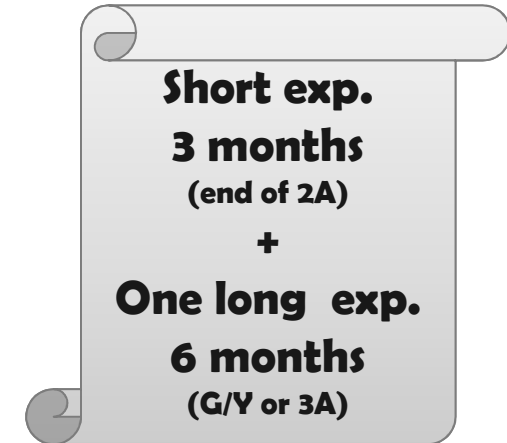 Short exp.
3 months
(end of 2A)
+
One long exp.
6 months
(G/Y or 3A)